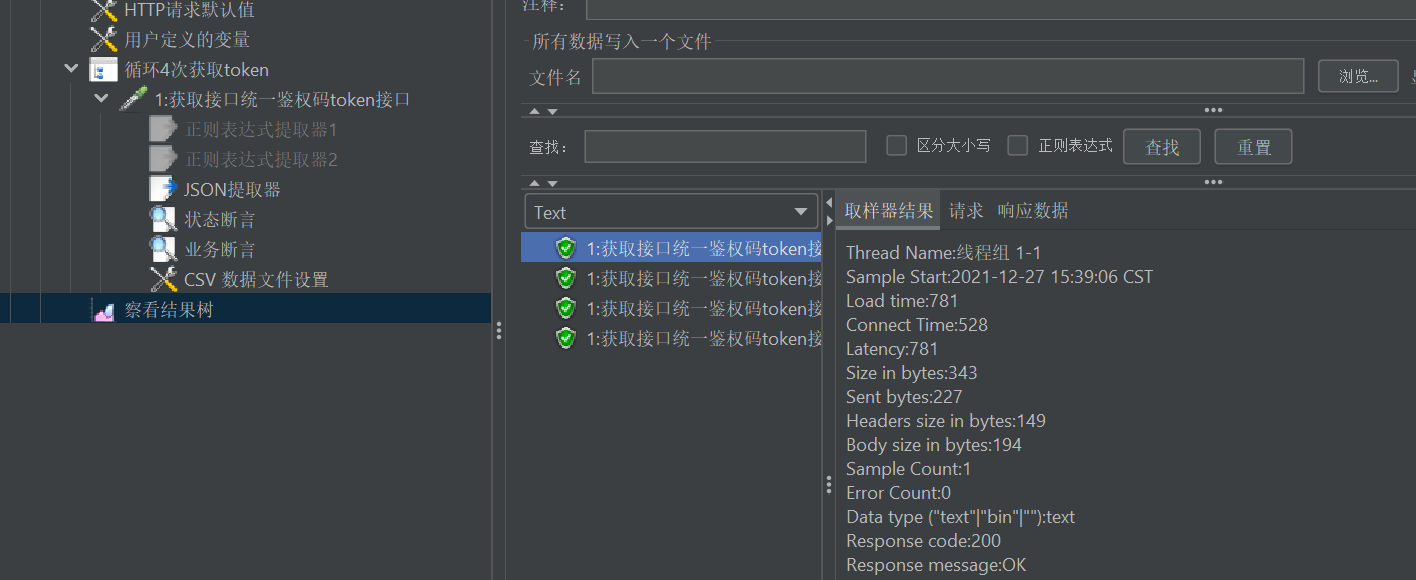 HTTP请求默认值
用户定义的变量
循环4次获取token
1:获取接口统一鉴权码token接口
正则表达式提取器1
正则表达式提取器2
JSON提取器
状态断言
业务断言
CSV 数据文件设置
察看结果树
注释：
所有数据写入一个文件
文件名
浏览...
查找：
区分大小写
正则表达式
查找
重置
Text
1:获取接口统一鉴权码token接
1:获取接口统一鉴权码token接
1:获取接口统一鉴权码token接
1:获取接口统一鉴权码token接
取样器结果 请求 响应数据
Thread Name:线程组 1-1
Sample Start:2021-12-27 15:39:06 CST
Load time:781
Connect Time:528
Latency:781
Size in bytes:343
Sent bytes:227
Headers size in bytes:149
Body size in bytes:194
Sample Count:1
Error Count:0
Data type ("text"|"bin"|""):text
Response code:200
Response message:OK